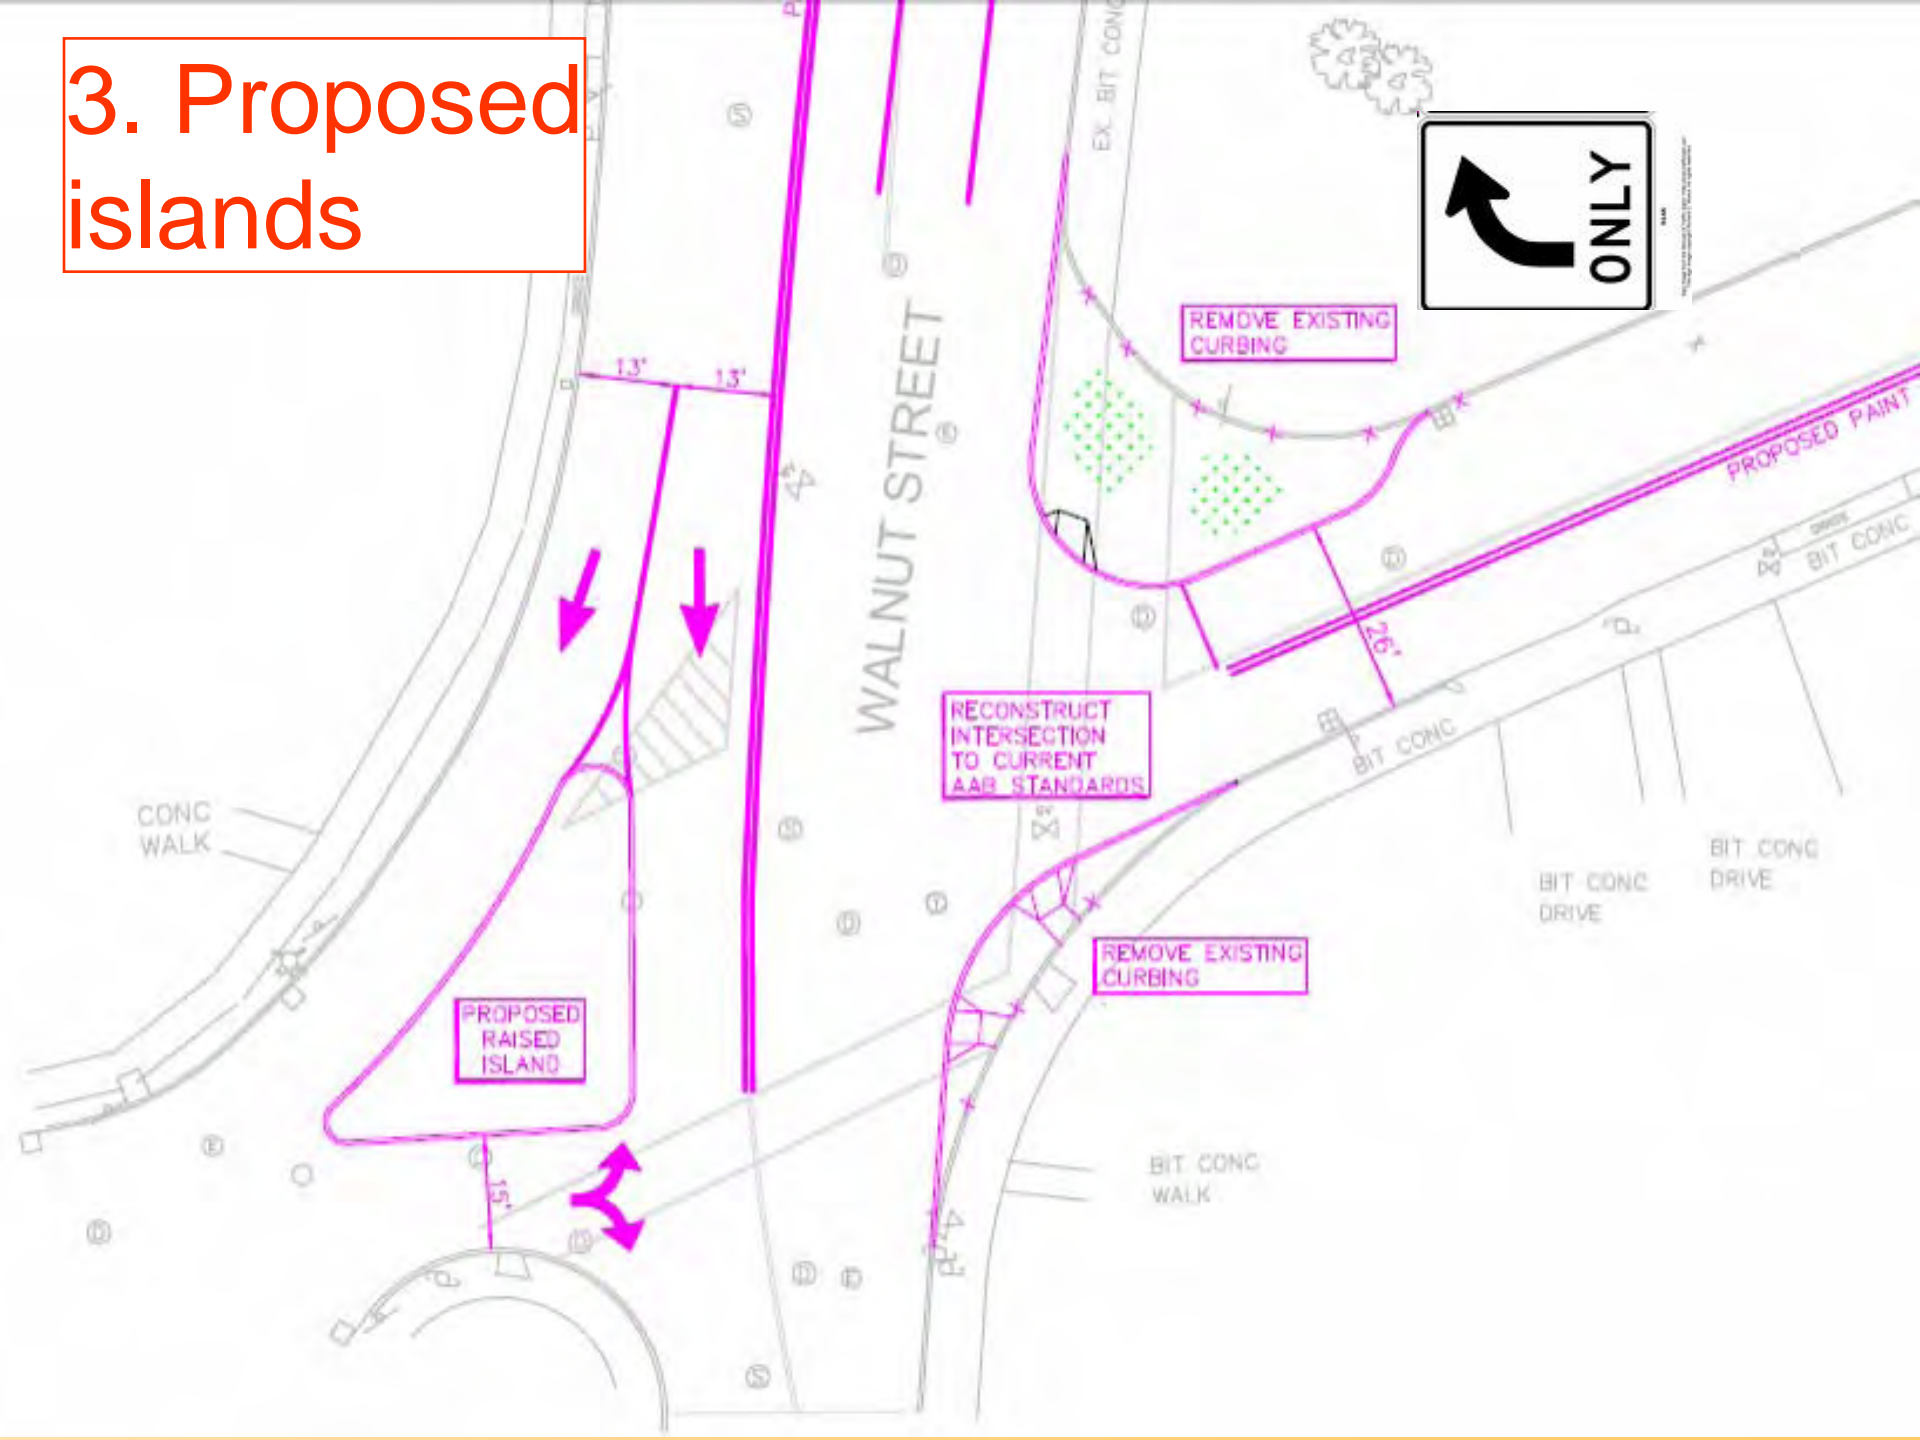 3. Proposed
islands
EX. BIT CONC
ONLY
REMOVE EXISTING
CURBING
13'
13'
WALNUT STREET
PROPOSED PAINT
26'
DRIVE
BIT CONC
RECONSTRUCT
INTERSECTION
TO CURRENT
AAB STANDARDS
BIT CONC
CONC
WALK
BIT CONC
DRIVE
BIT CONC
DRIVE
REMOVE EXISTING
CURBING
PROPOSED
RAISED
ISLAND
15'
BIT CONC
WALK